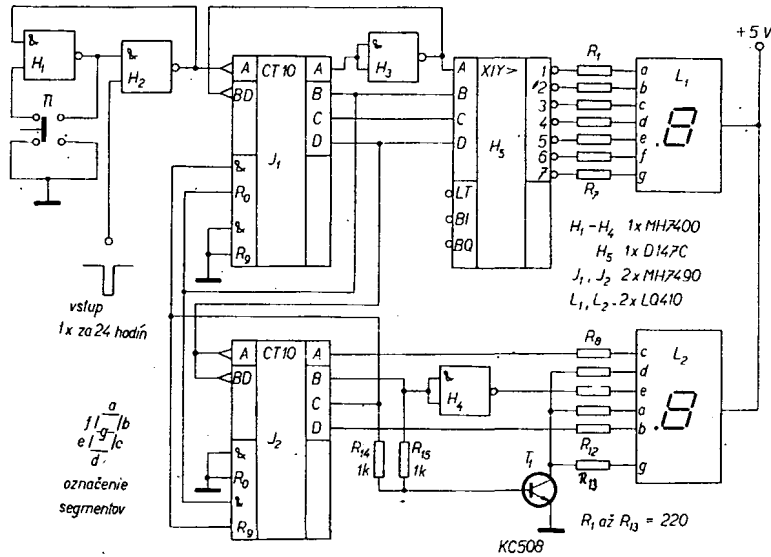 &
H₁
&
H₂
Tl
vstup
1x za 24 hodín
A CT10 A
BD B
C
D
J₁
&
R₀
&
R₉
&
H₃
A X/Y> 1
B 2
C 3
D 4
H₅ 5
6
7
LT
BI
BQ
R₁
R₇
a
b
c
d
e
f
g
L₁
+5 V
H₁-H₄ 1x MH7400
H₅ 1x D147C
J₁, J₂ 2x MH7490
L₁, L₂ - 2x LQ410
A CT10 A
BD B
C
D
J₂
&
R₀
&
R₉
&
H₄
R₁₄
1k
R₁₅
1k
T₁
KC508
R₈
R₁₂
R₁₃
c
d
e
a
b
g
L₂
R₁ až R₁₃ = 220
a
f g b
e c
d
označenie
segmentov